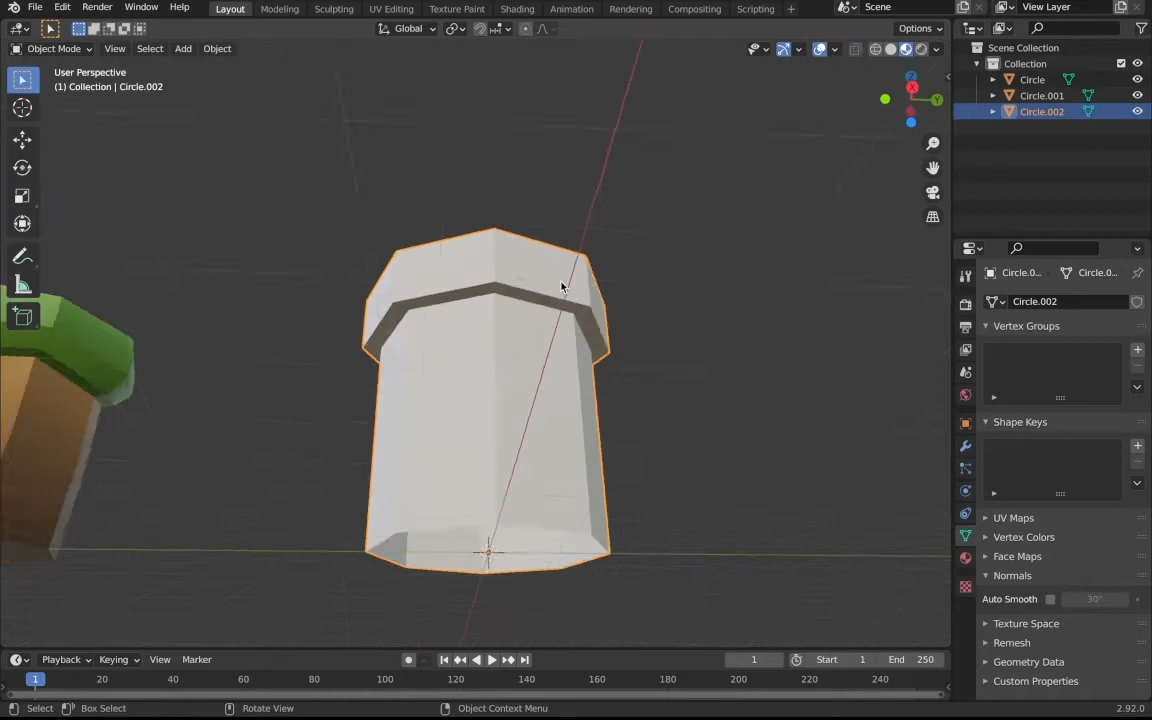 File Edit Render Window Help Layout Modeling Sculpting UV Editing Texture Paint Shading Animation Rendering Compositing Scripting + Scene View Layer
Global Options
Object Mode View Select Add Object
User Perspective
(1) Collection | Circle.002
Scene Collection
Collection
Circle
Circle.001
Circle.002
Circle.0... Circle.0...
Circle.002
Vertex Groups
Shape Keys
UV Maps
Vertex Colors
Face Maps
Normals
Auto Smooth 30°
Texture Space
Remesh
Geometry Data
Custom Properties
Z
X
Y
Playback Keying View Marker 1 Start 1 End 250
1 20 40 60 80 100 120 140 160 180 200 220 240
Select Box Select Rotate View Object Context Menu 2.92.0